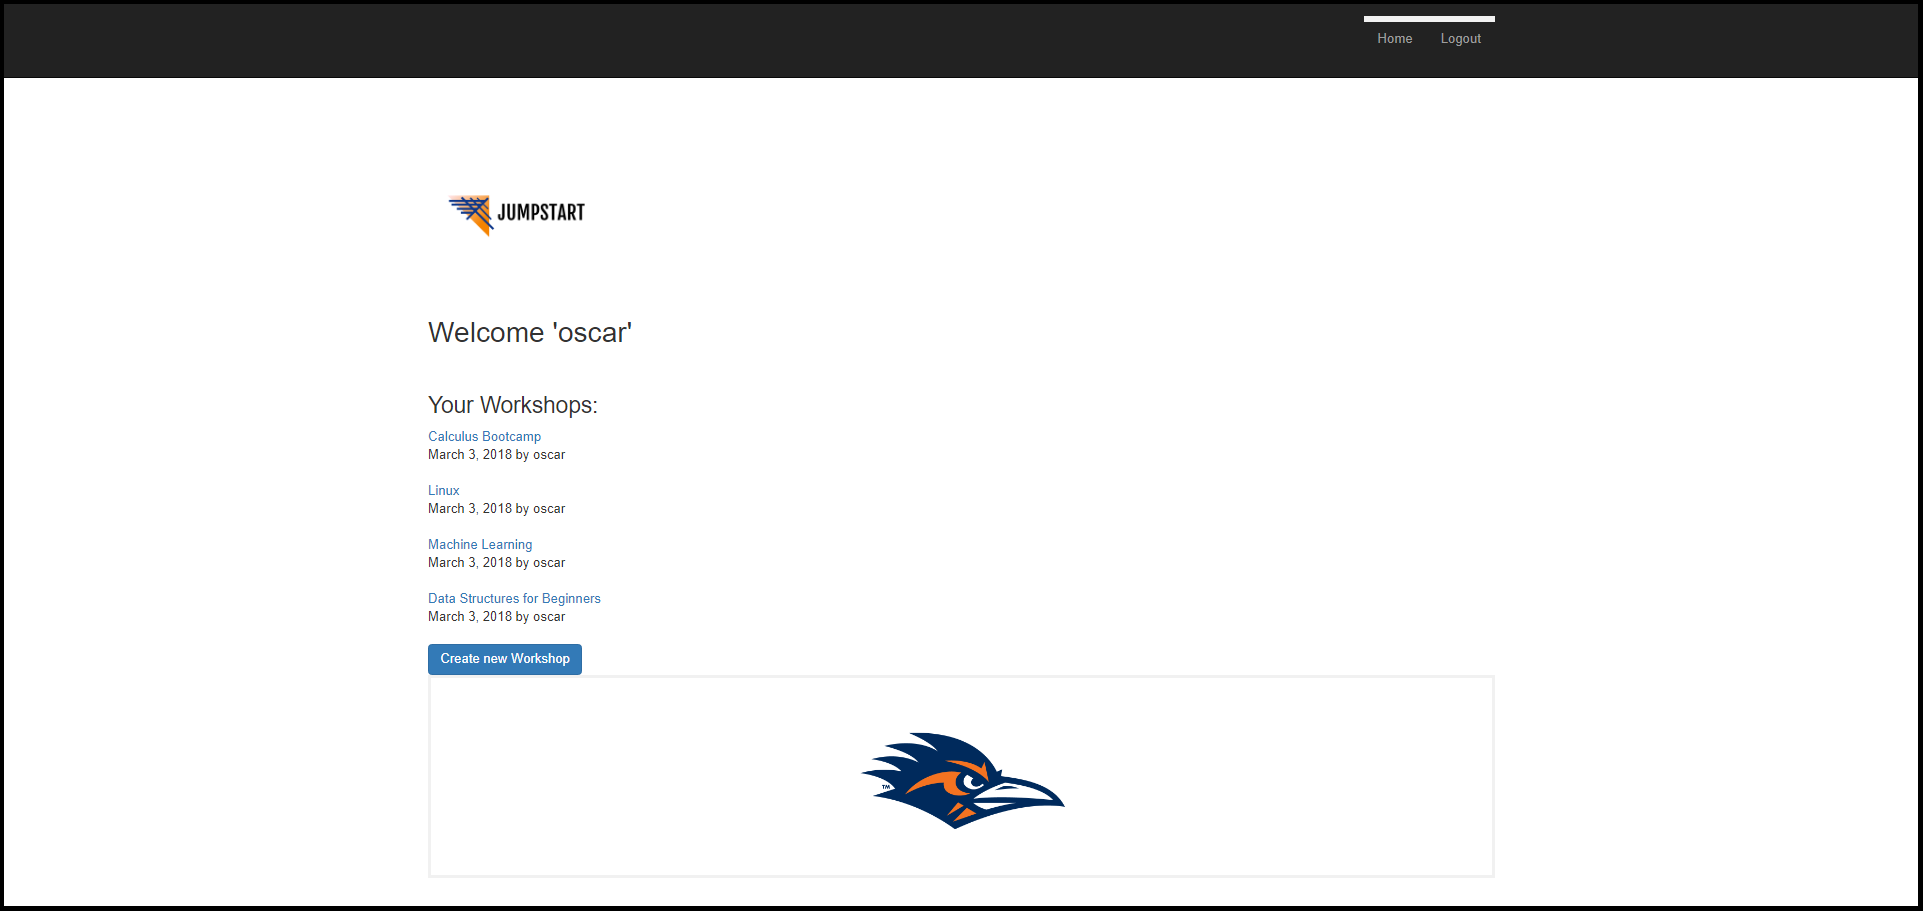 Home Logout
JUMPSTART
Welcome 'oscar'
Your Workshops:
Calculus Bootcamp
March 3, 2018 by oscar
Linux
March 3, 2018 by oscar
Machine Learning
March 3, 2018 by oscar
Data Structures for Beginners
March 3, 2018 by oscar
Create new Workshop
TM